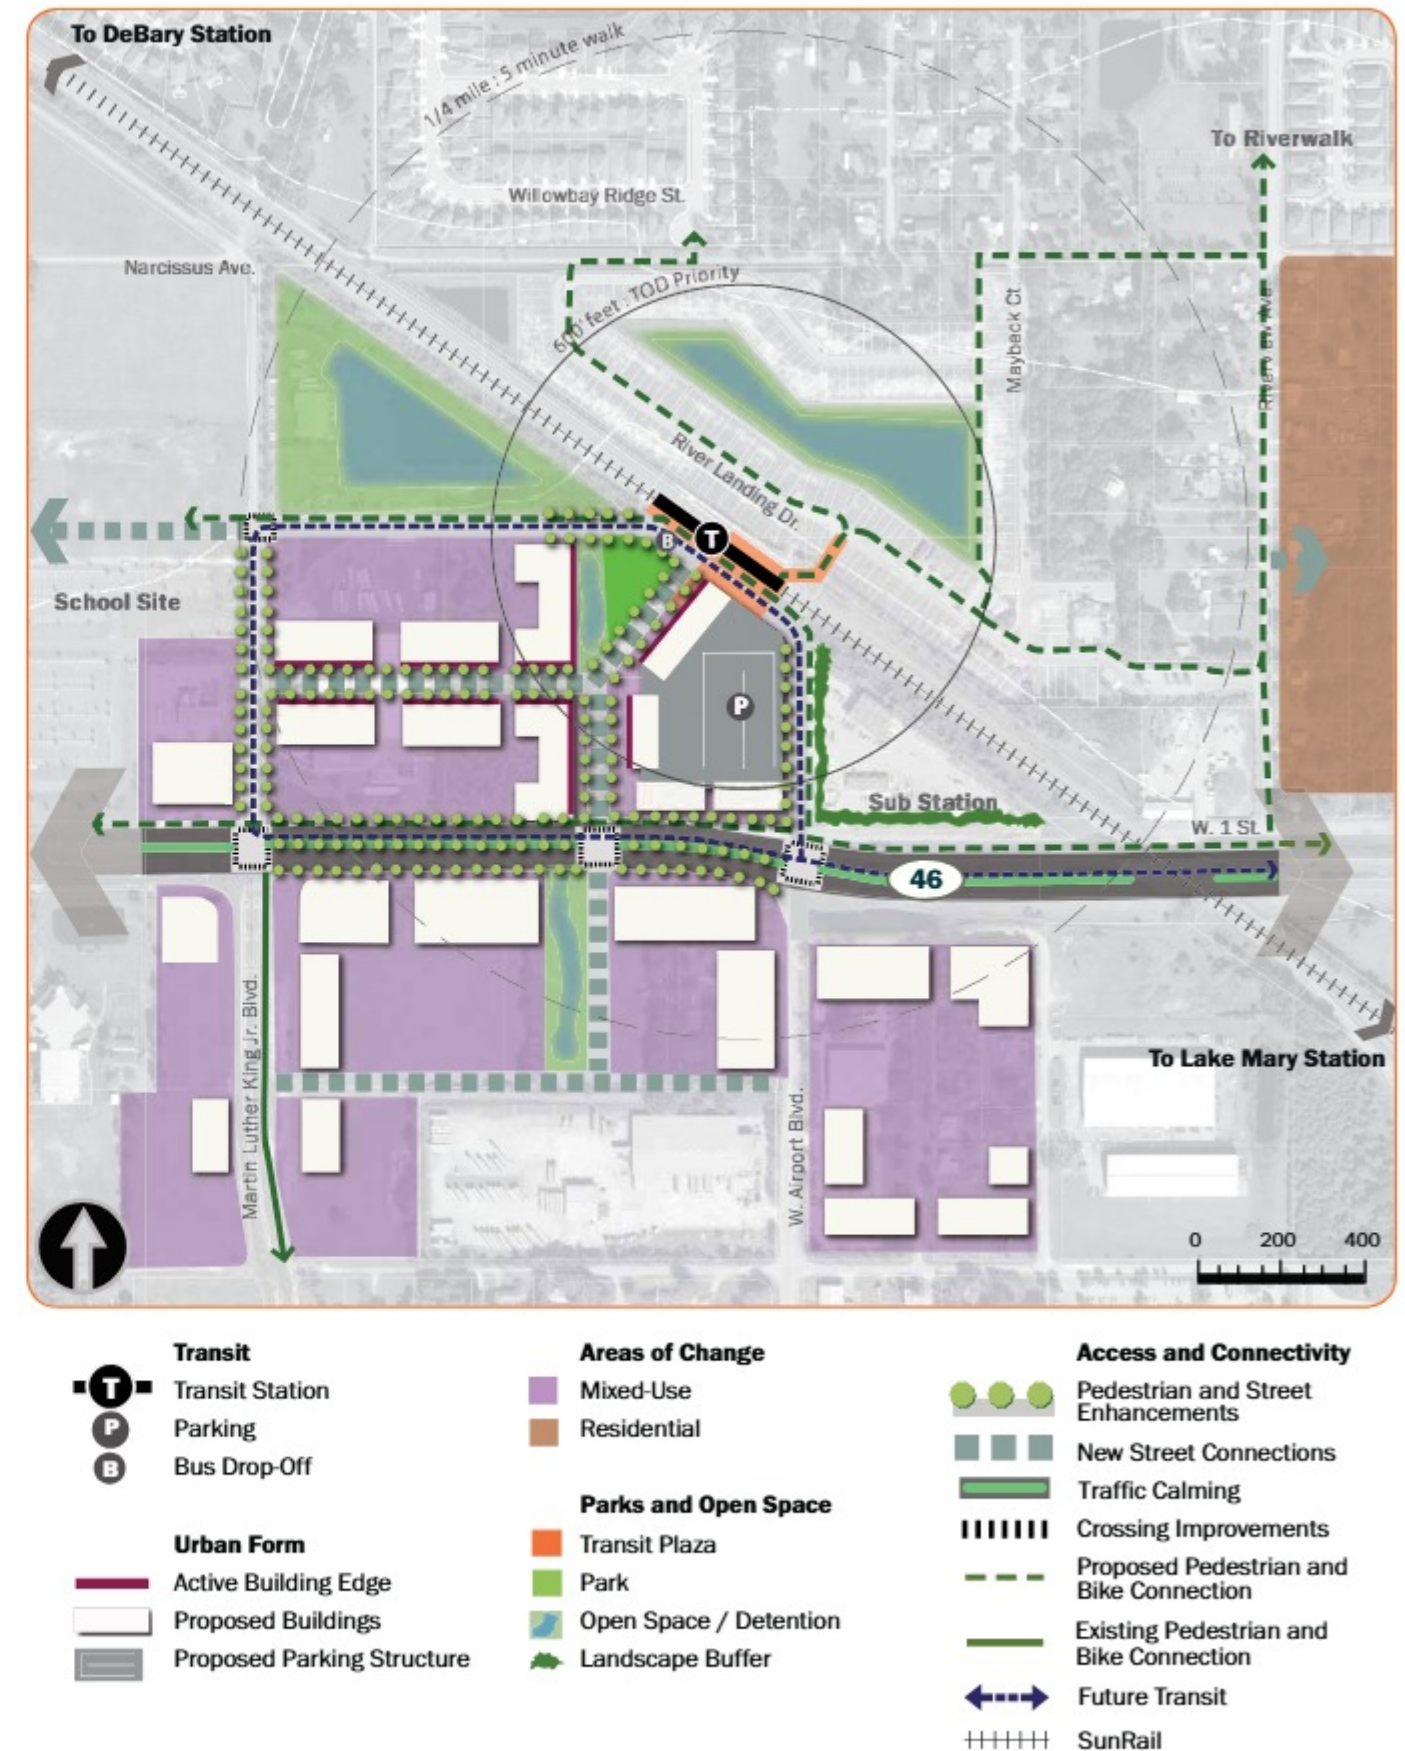 To DeBary Station
1/4 mile : 5 minute walk
To Riverwalk
Willowbay Ridge St.
Narcissus Ave.
600' feet : TOD Priority
Mayback Ct
River Landing Dr.
T
B
School Site
P
Sub Station
W. 1 St.
46
Martin Luther King Jr. Blvd.
W. Airport Blvd.
To Lake Mary Station
0 200 400
Transit
T Transit Station
P Parking
B Bus Drop-Off
Urban Form
Active Building Edge
Proposed Buildings
Proposed Parking Structure
Areas of Change
Mixed-Use
Residential
Parks and Open Space
Transit Plaza
Park
Open Space / Detention
Landscape Buffer
Access and Connectivity
Pedestrian and Street
Enhancements
New Street Connections
Traffic Calming
Crossing Improvements
Proposed Pedestrian and
Bike Connection
Existing Pedestrian and
Bike Connection
Future Transit
SunRail